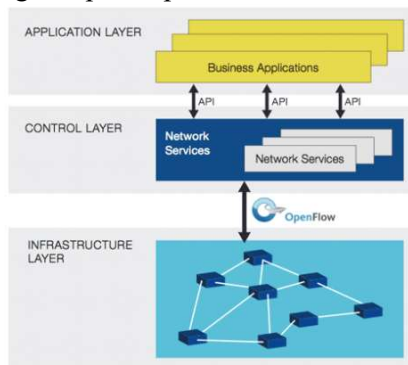 APPLICATION LAYER
Business Applications
API
API
API
CONTROL LAYER
Network
Services
Network Services
OpenFlow
INFRASTRUCTURE
LAYER